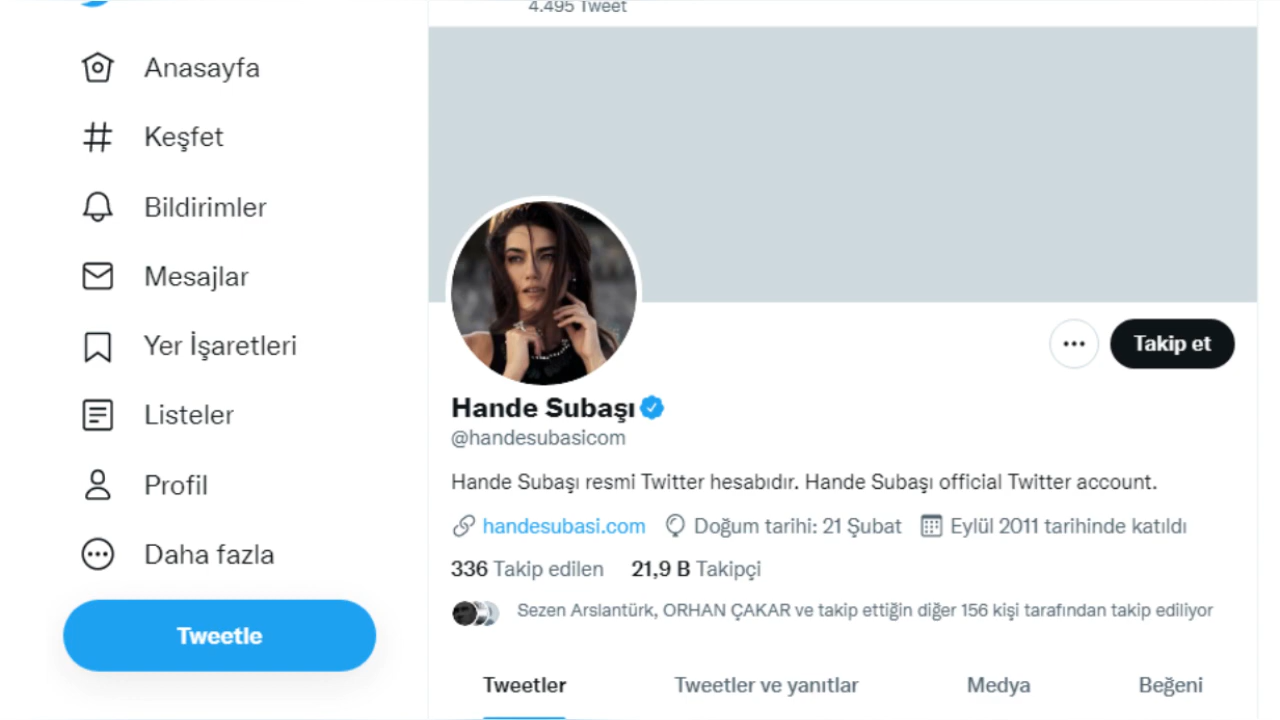 4.495 Tweet
Anasayfa
Keşfet
Bildirimler
Mesajlar
Yer İşaretleri
Listeler
Profil
Daha fazla
Tweetle
Takip et
Hande Subaşı
@handesubasicom
Hande Subaşı resmi Twitter hesabıdır. Hande Subaşı official Twitter account.
handesubasi.com Doğum tarihi: 21 Şubat Eylül 2011 tarihinde katıldı
336 Takip edilen 21,9 B Takipçi
Sezen Arslantürk, ORHAN ÇAKAR ve takip ettiğin diğer 156 kişi tarafından takip ediliyor
Tweetler Tweetler ve yanıtlar Medya Beğeni